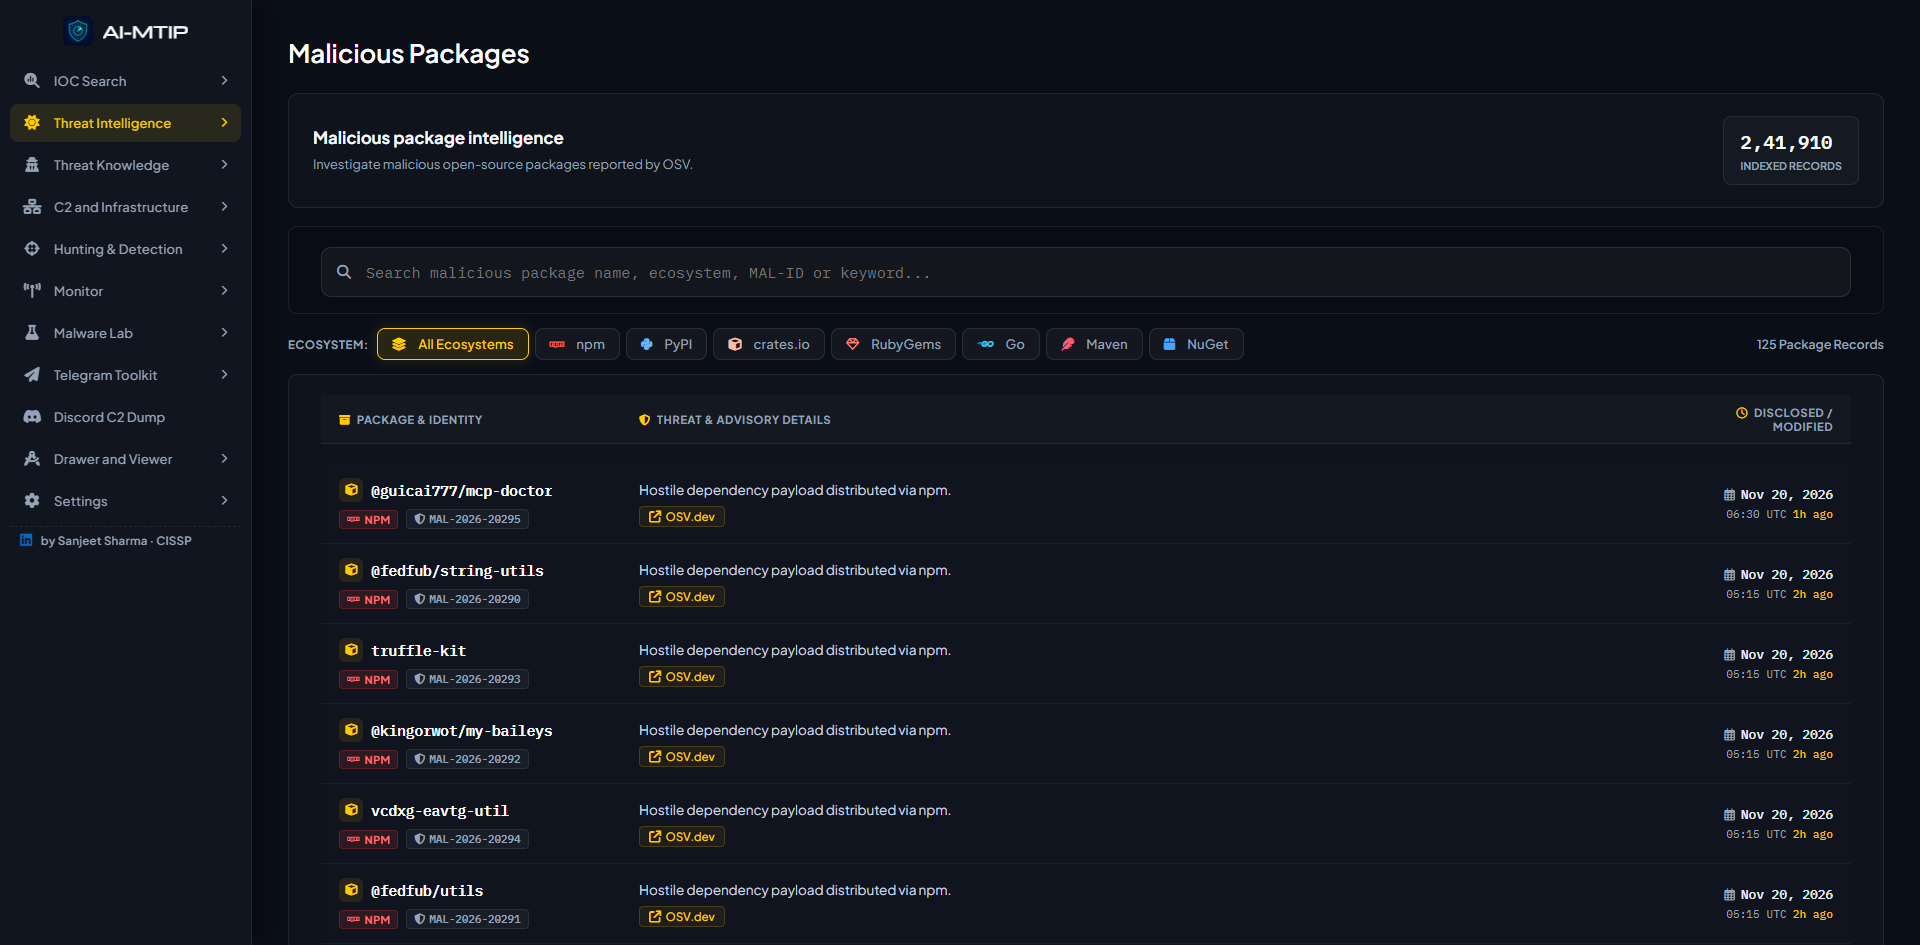 AI-MTIP
IOC Search
Threat Intelligence
Threat Knowledge
C2 and Infrastructure
Hunting & Detection
Monitor
Malware Lab
Telegram Toolkit
Discord C2 Dump
Drawer and Viewer
Settings
by Sanjeet Sharma · CISSP
Malicious Packages
Malicious package intelligence
Investigate malicious open-source packages reported by OSV.
2,41,910
INDEXED RECORDS
Search malicious package name, ecosystem, MAL-ID or keyword...
ECOSYSTEM: All Ecosystems npm PyPI crates.io RubyGems Go Maven NuGet 125 Package Records
PACKAGE & IDENTITY THREAT & ADVISORY DETAILS DISCLOSED / MODIFIED
@guicai777/mcp-doctor Hostile dependency payload distributed via npm. Nov 20, 2026
NPM MAL-2026-20295 OSV.dev 06:30 UTC 1h ago
@fedfub/string-utils Hostile dependency payload distributed via npm. Nov 20, 2026
NPM MAL-2026-20290 OSV.dev 05:15 UTC 2h ago
truffle-kit Hostile dependency payload distributed via npm. Nov 20, 2026
NPM MAL-2026-20293 OSV.dev 05:15 UTC 2h ago
@kingorwot/my-baileys Hostile dependency payload distributed via npm. Nov 20, 2026
NPM MAL-2026-20292 OSV.dev 05:15 UTC 2h ago
vcdxg-eavtg-util Hostile dependency payload distributed via npm. Nov 20, 2026
NPM MAL-2026-20294 OSV.dev 05:15 UTC 2h ago
@fedfub/utils Hostile dependency payload distributed via npm. Nov 20, 2026
NPM MAL-2026-20291 OSV.dev 05:15 UTC 2h ago